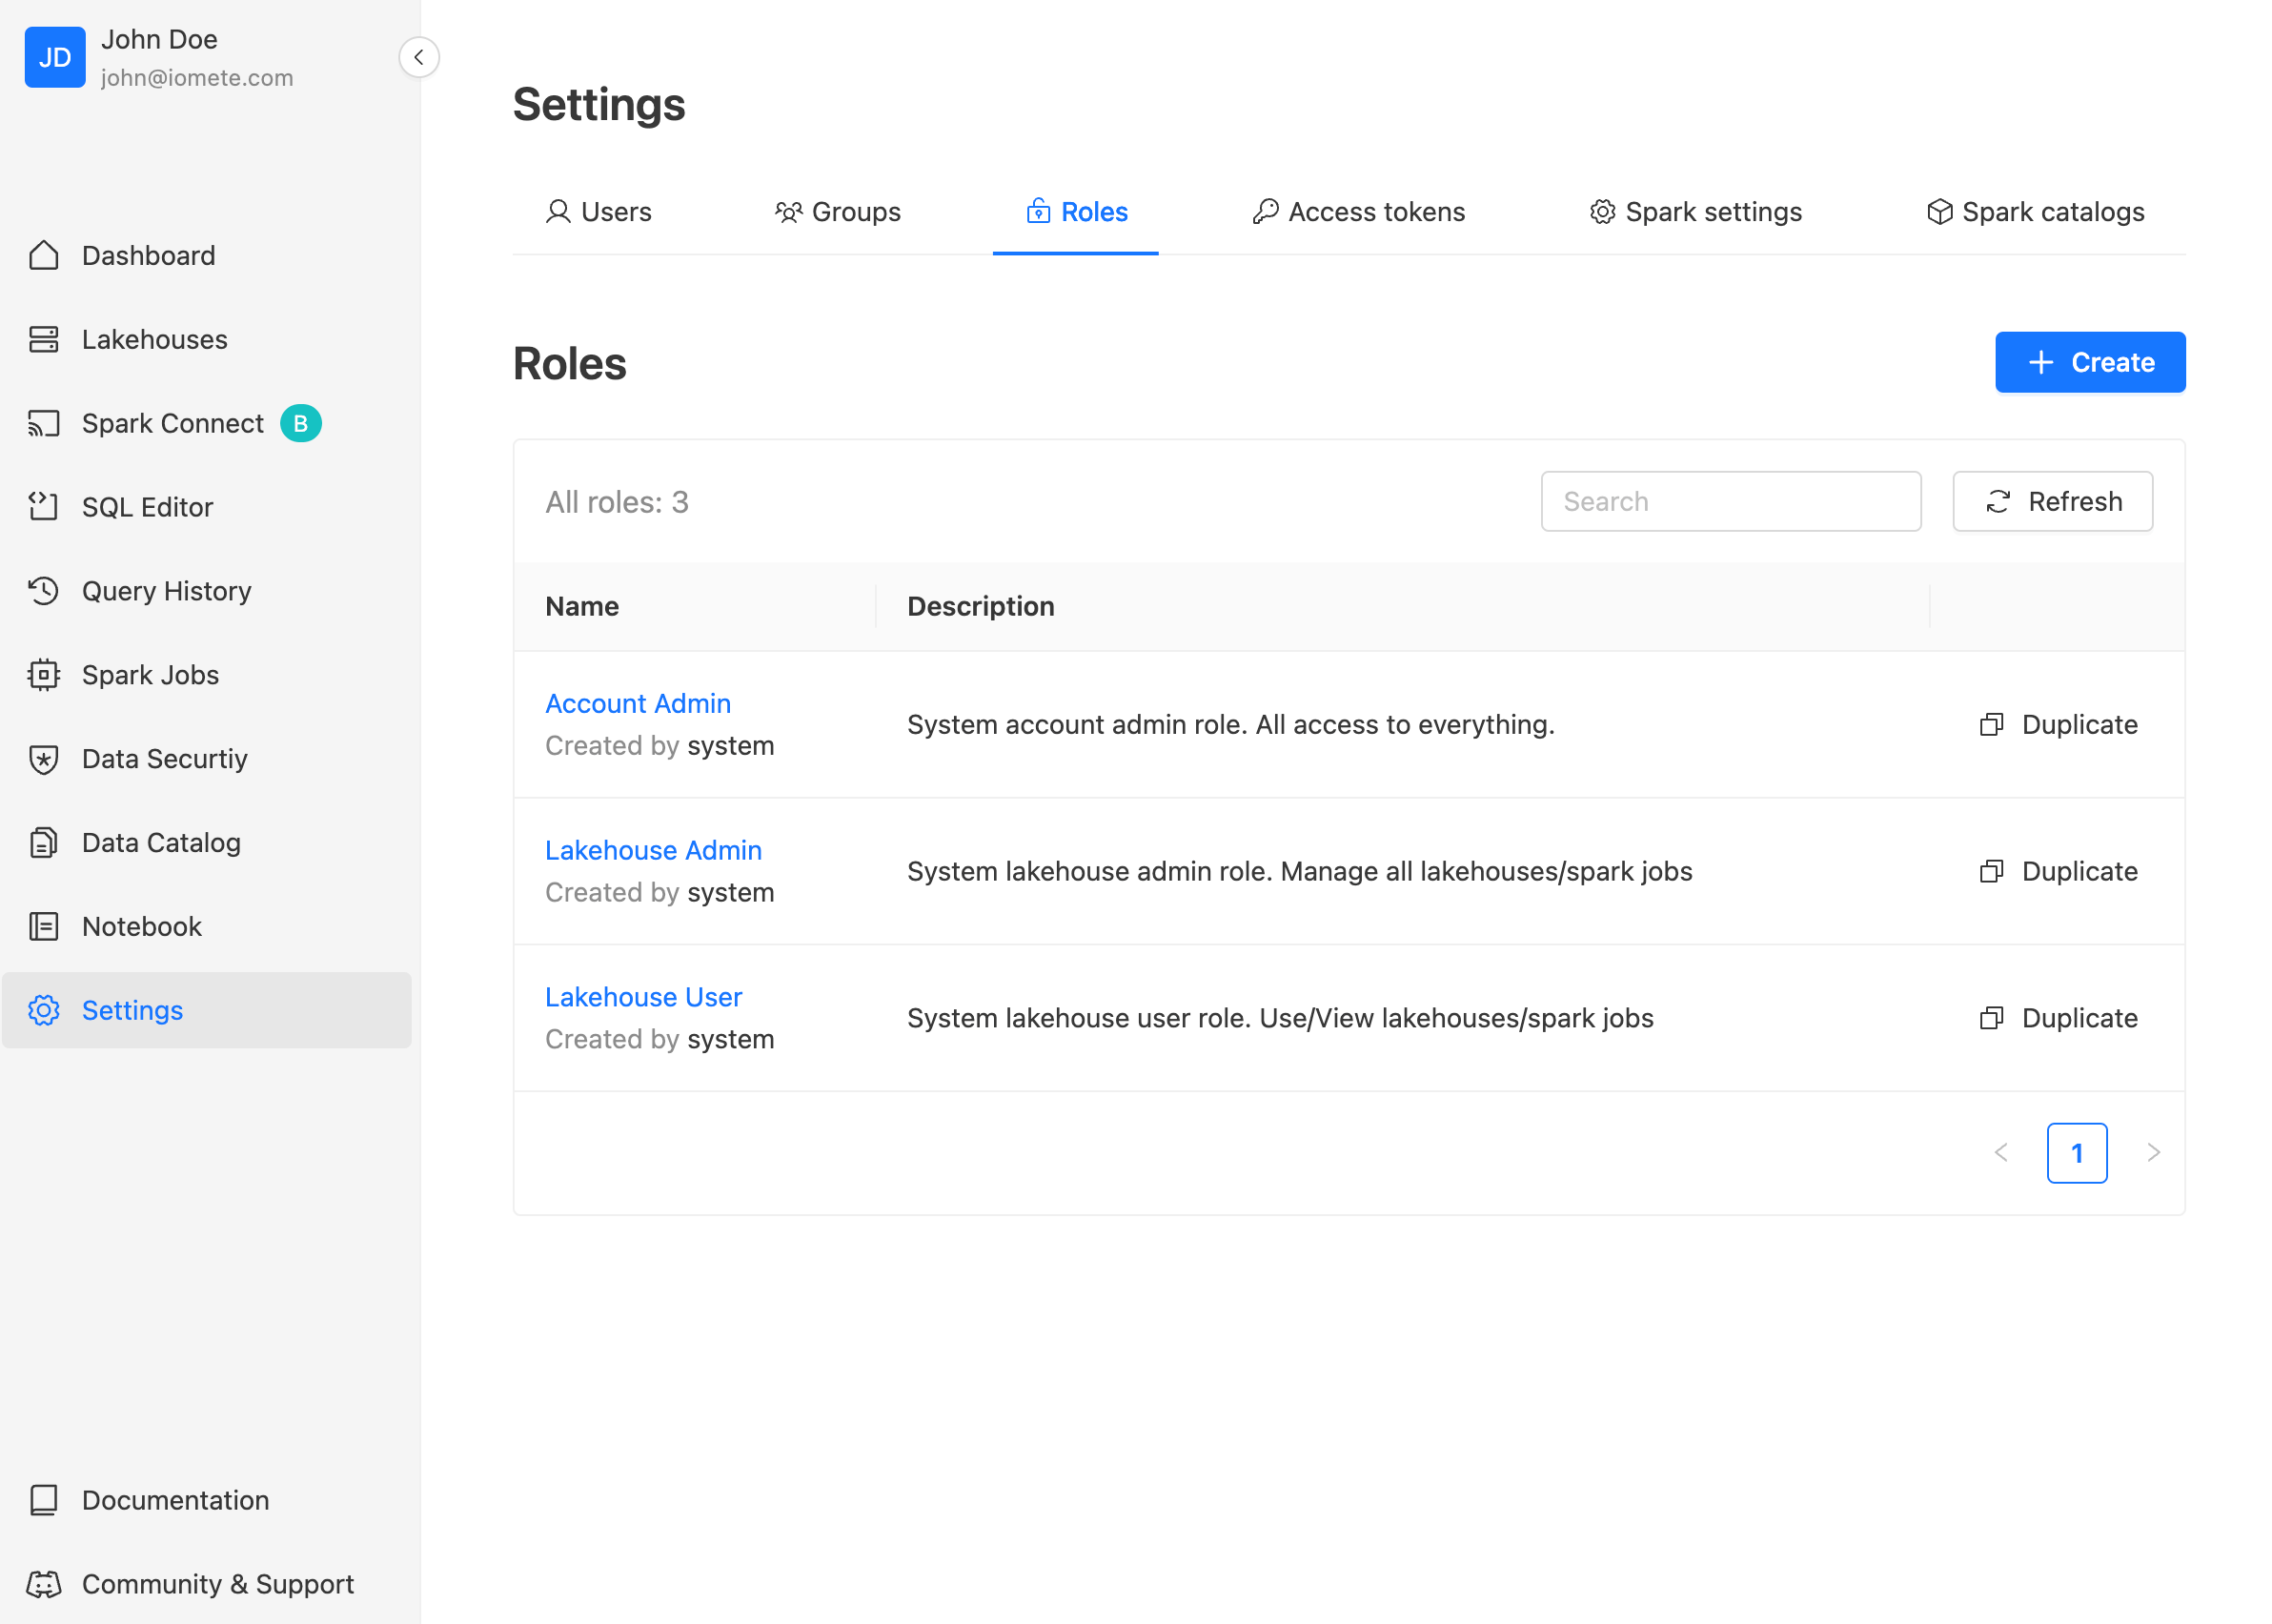 JD
John Doe
john@iomete.com
Dashboard
Lakehouses
Spark Connect B
SQL Editor
Query History
Spark Jobs
Data Securtiy
Data Catalog
Notebook
Settings
Documentation
Community & Support
Settings
Users Groups Roles Access tokens Spark settings Spark catalogs
Roles
Create
All roles: 3
Search
Refresh
Name Description
Account Admin
Created by system
System account admin role. All access to everything.
Duplicate
Lakehouse Admin
Created by system
System lakehouse admin role. Manage all lakehouses/spark jobs
Duplicate
Lakehouse User
Created by system
System lakehouse user role. Use/View lakehouses/spark jobs
Duplicate
1